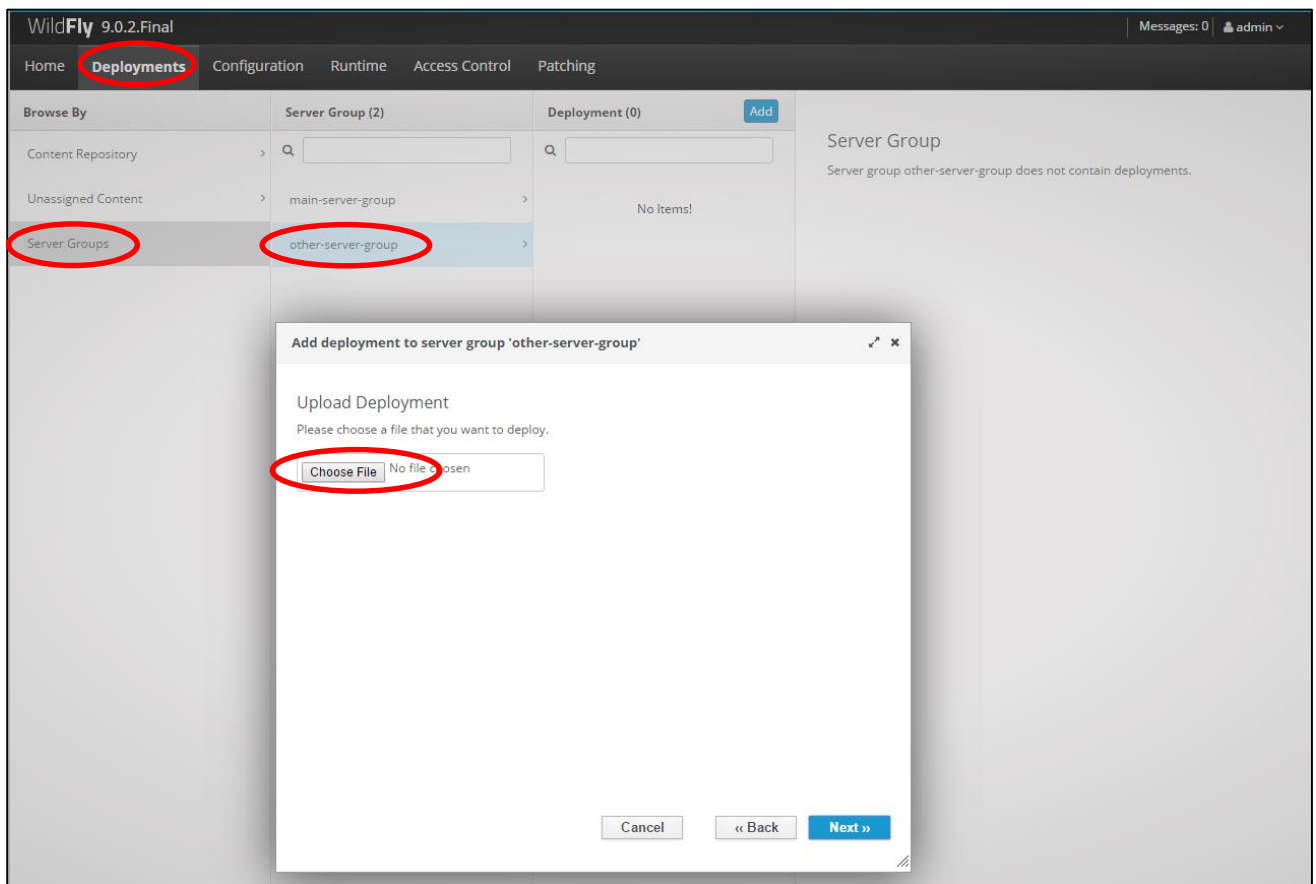 WildFly 9.0.2.Final
Messages: 0 admin
Home Deployments Configuration Runtime Access Control Patching
Browse By
Server Group (2)
Deployment (0)
Add
Content Repository
Unassigned Content
Server Groups
main-server-group
other-server-group
No Items!
Server Group
Server group other-server-group does not contain deployments.
Add deployment to server group 'other-server-group'
Upload Deployment
Please choose a file that you want to deploy.
Choose File No file chosen
Cancel ‹‹ Back Next ››